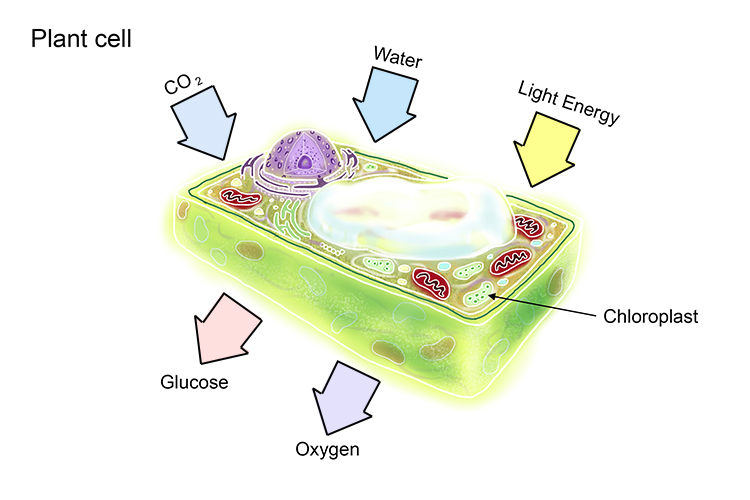 Plant cell
CO₂
Water
Light Energy
Chloroplast
Glucose
Oxygen